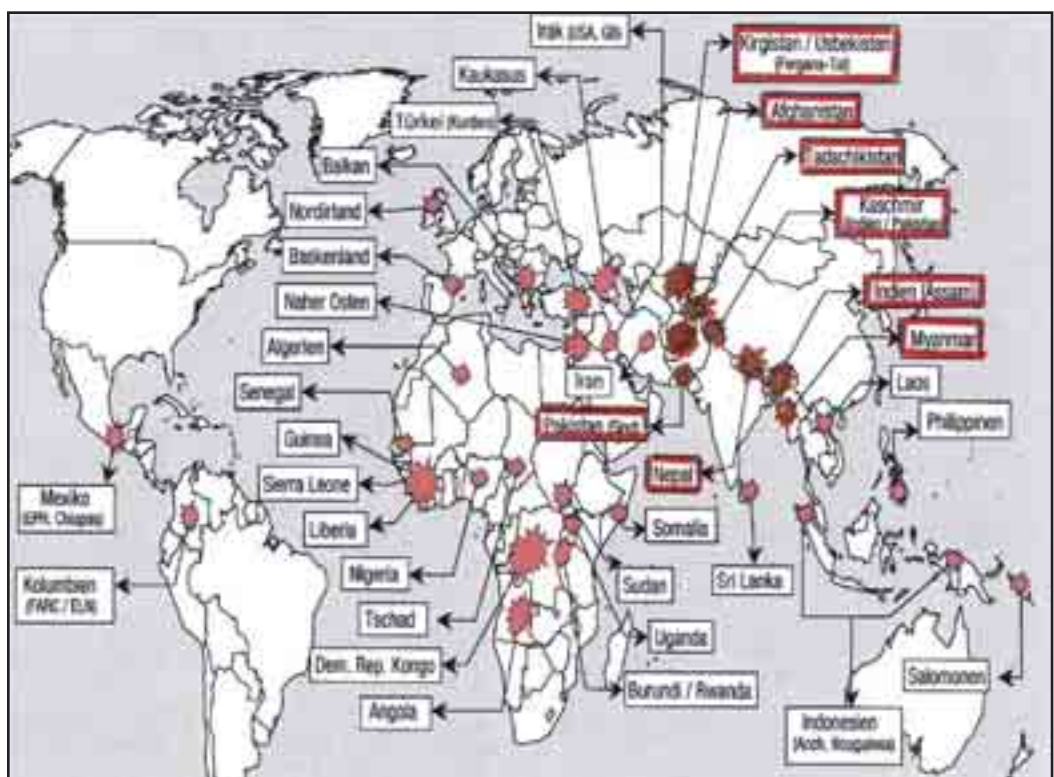 Irak (USA, GB)
Kirgistan / Usbekistan
(Fergana-Tal)
Kaukasus
Afghanistan
Türkei (Kurden)
Tadschikistan
Balkan
Kaschmir
(Indien / Pakistan)
Nordirland
Baskenland
Indien (Assam)
Naher Osten
Myanmar
Algerien
Iran
Laos
Senegal
Philippinen
Pakistan
Guinea
Nepal
Sierra Leone
Mexiko
Chiapas)
Liberia
Somalia
Nigeria
Sudan
Sri Lanka
Kolumbien
(FARC / ELN)
Tschad
Uganda
Dem. Rep. Kongo
Salomonen
Burundi / Rwanda
Angola
Indonesien